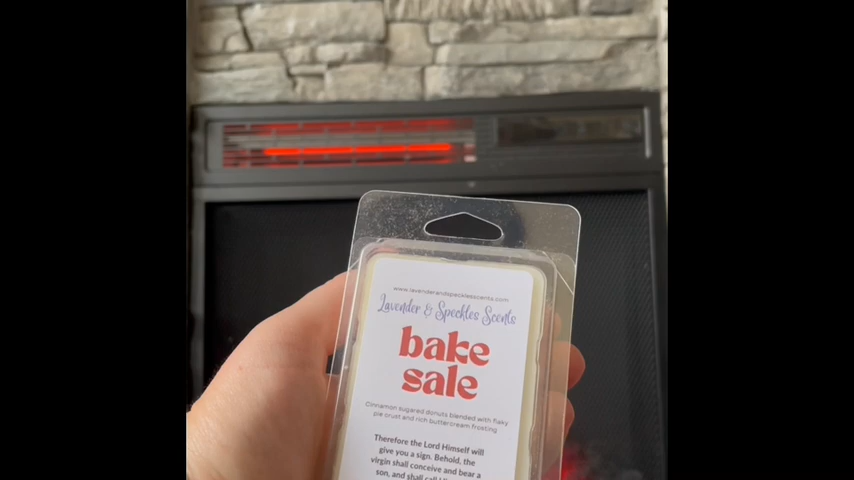 www.lavenderandspecklesscents.com
Lavender & Speckles Scents
bake
sale
Cinnamon sugared donuts blended with flaky
pie crust and rich buttercream frosting
Therefore the Lord Himself will
give you a sign. Behold, the
virgin shall conceive and bear a
son, and shall call